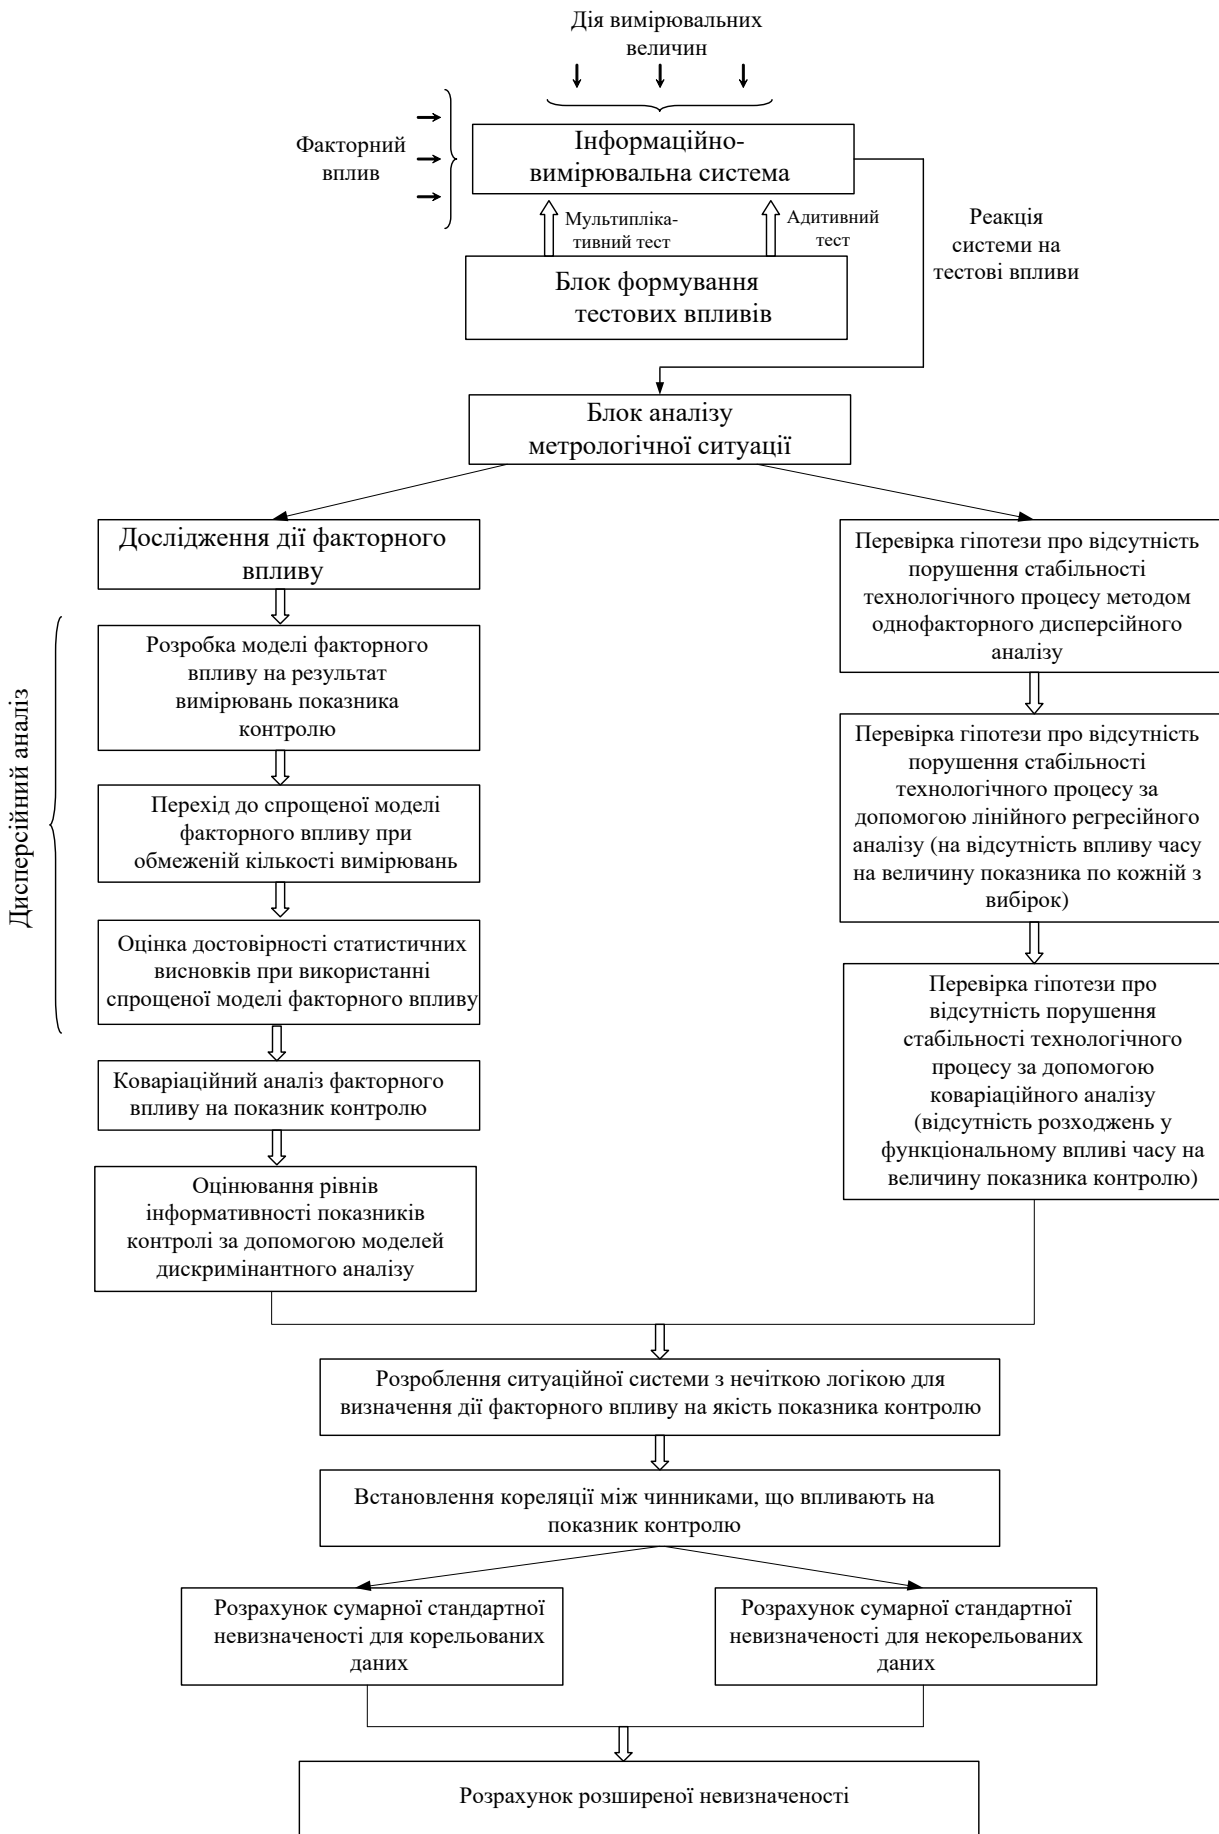 Дія вимірювальних
величин
Факторний
вплив
Інформаційно-
вимірювальна система
Мультипліка-
тивний тест
Адитивний
тест
Реакція
системи на
тестові впливи
Блок формування
тестових впливів
Блок аналізу
метрологічної ситуації
Дослідження дії факторного
впливу
Дисперсійний аналіз
Розробка моделі факторного
впливу на результат
вимірювань показника
контролю
Перехід до спрощеної моделі
факторного впливу при
обмеженій кількості вимірювань
Оцінка достовірності статистичних
висновків при використанні
спрощеної моделі факторного впливу
Коваріаційний аналіз факторного
впливу на показник контролю
Оцінювання рівнів
інформативності показників
контролі за допомогою моделей
дискримінантного аналізу
Перевірка гіпотези про відсутність
порушення стабільності
технологічного процесу методом
однофакторного дисперсійного
аналізу
Перевірка гіпотези про відсутність
порушення стабільності
технологічного процесу за
допомогою лінійного регресійного
аналізу (на відсутність впливу часу
на величину показника по кожній з
вибірок)
Перевірка гіпотези про
відсутність порушення
стабільності технологічного
процесу за допомогою
коваріаційного аналізу
(відсутність розходжень у
функціональному впливі часу на
величину показника контролю)
Розроблення ситуаційної системи з нечіткою логікою для
визначення дії факторного впливу на якість показника контролю
Встановлення кореляції між чинниками, що впливають на
показник контролю
Розрахунок сумарної стандартної
невизначеності для корельованих
даних
Розрахунок сумарної стандартної
невизначеності для некорельованих
даних
Розрахунок розширеної невизначеності